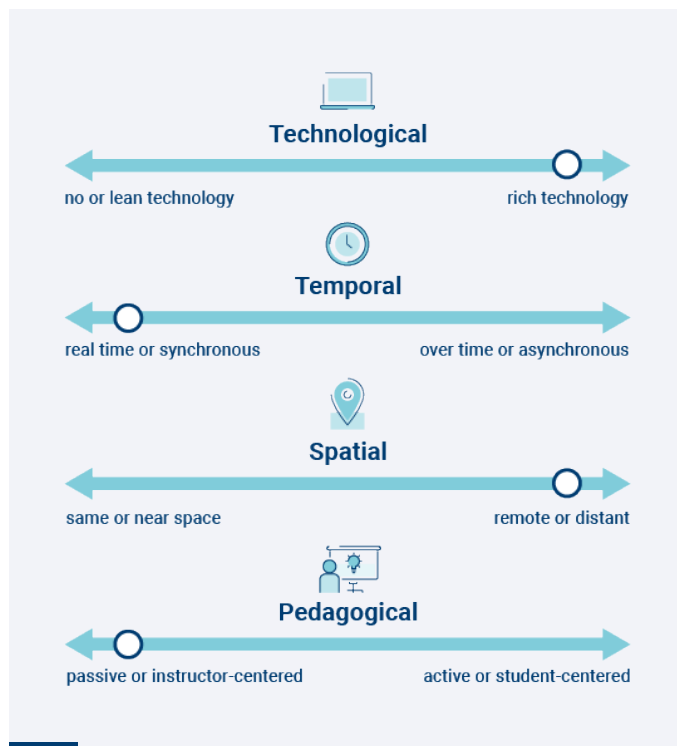 Technological
no or lean technology
rich technology
Temporal
real time or synchronous
over time or asynchronous
Spatial
same or near space
remote or distant
Pedagogical
passive or instructor-centered
active or student-centered